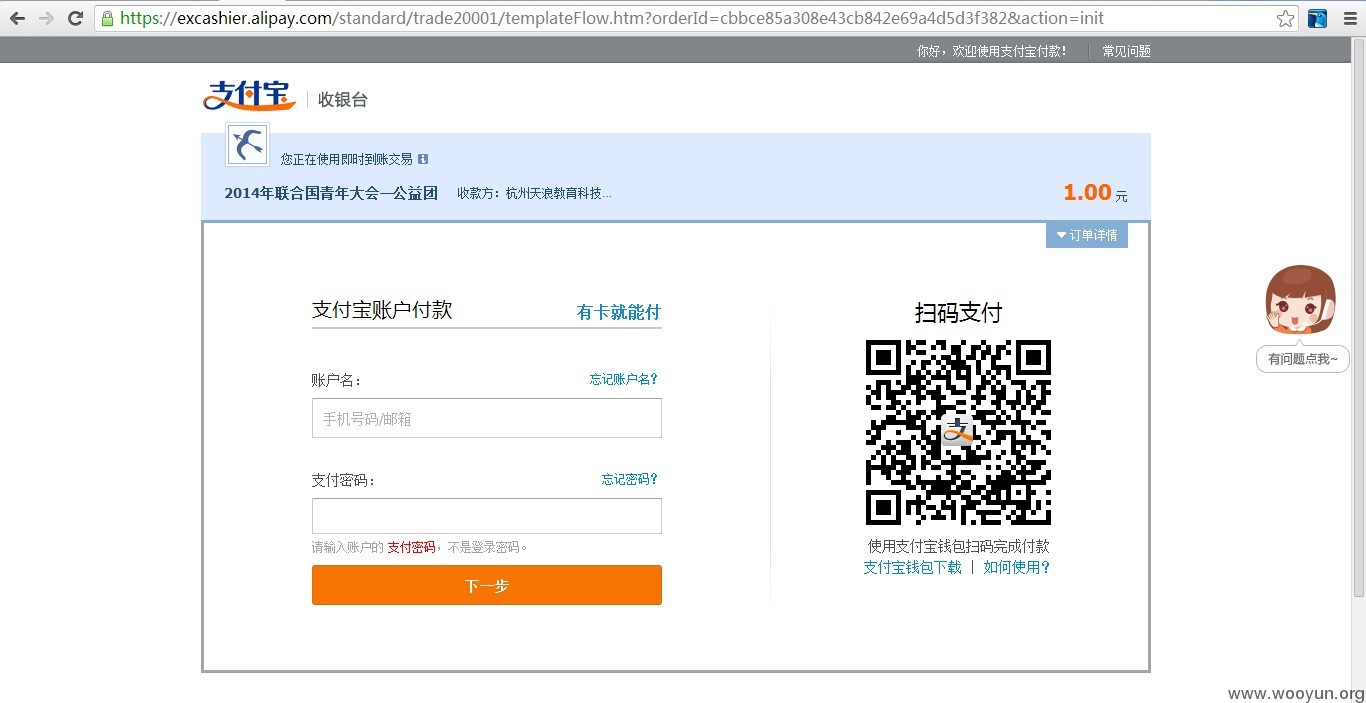 https://excashier.alipay.com/standard/trade20001/templateFlow.htm?orderId=cbbce85a308e43cb842e69a4d5d3f382&action=init
你好，欢迎使用支付宝付款！ 常见问题
支付宝 收银台
您正在使用即时到账交易
2014年联合国青年大会—公益团 收款方：杭州天浪教育科技... 1.00 元
订单详情
支付宝账户付款 有卡就能付
账户名： 忘记账户名？
手机号码/邮箱
支付密码： 忘记密码？
请输入账户的 支付密码，不是登录密码。
下一步
扫码支付
支
使用支付宝钱包扫码完成付款
支付宝钱包下载 | 如何使用？
有问题点我~
www.wooyun.org